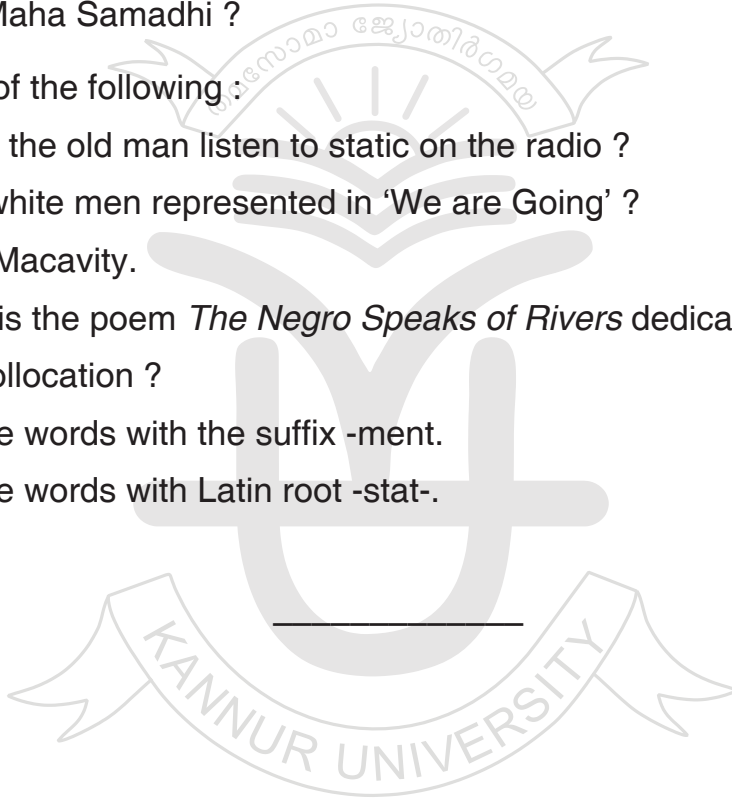 Maha Samadhi ?
തമസോമാ ജ്യോതിർഗമയ
of the following :
the old man listen to static on the radio ?
white men represented in ‘We are Going’ ?
Macavity.
is the poem The Negro Speaks of Rivers dedica
ollocation ?
e words with the suffix -ment.
e words with Latin root -stat-.
KANNUR UNIVERSITY